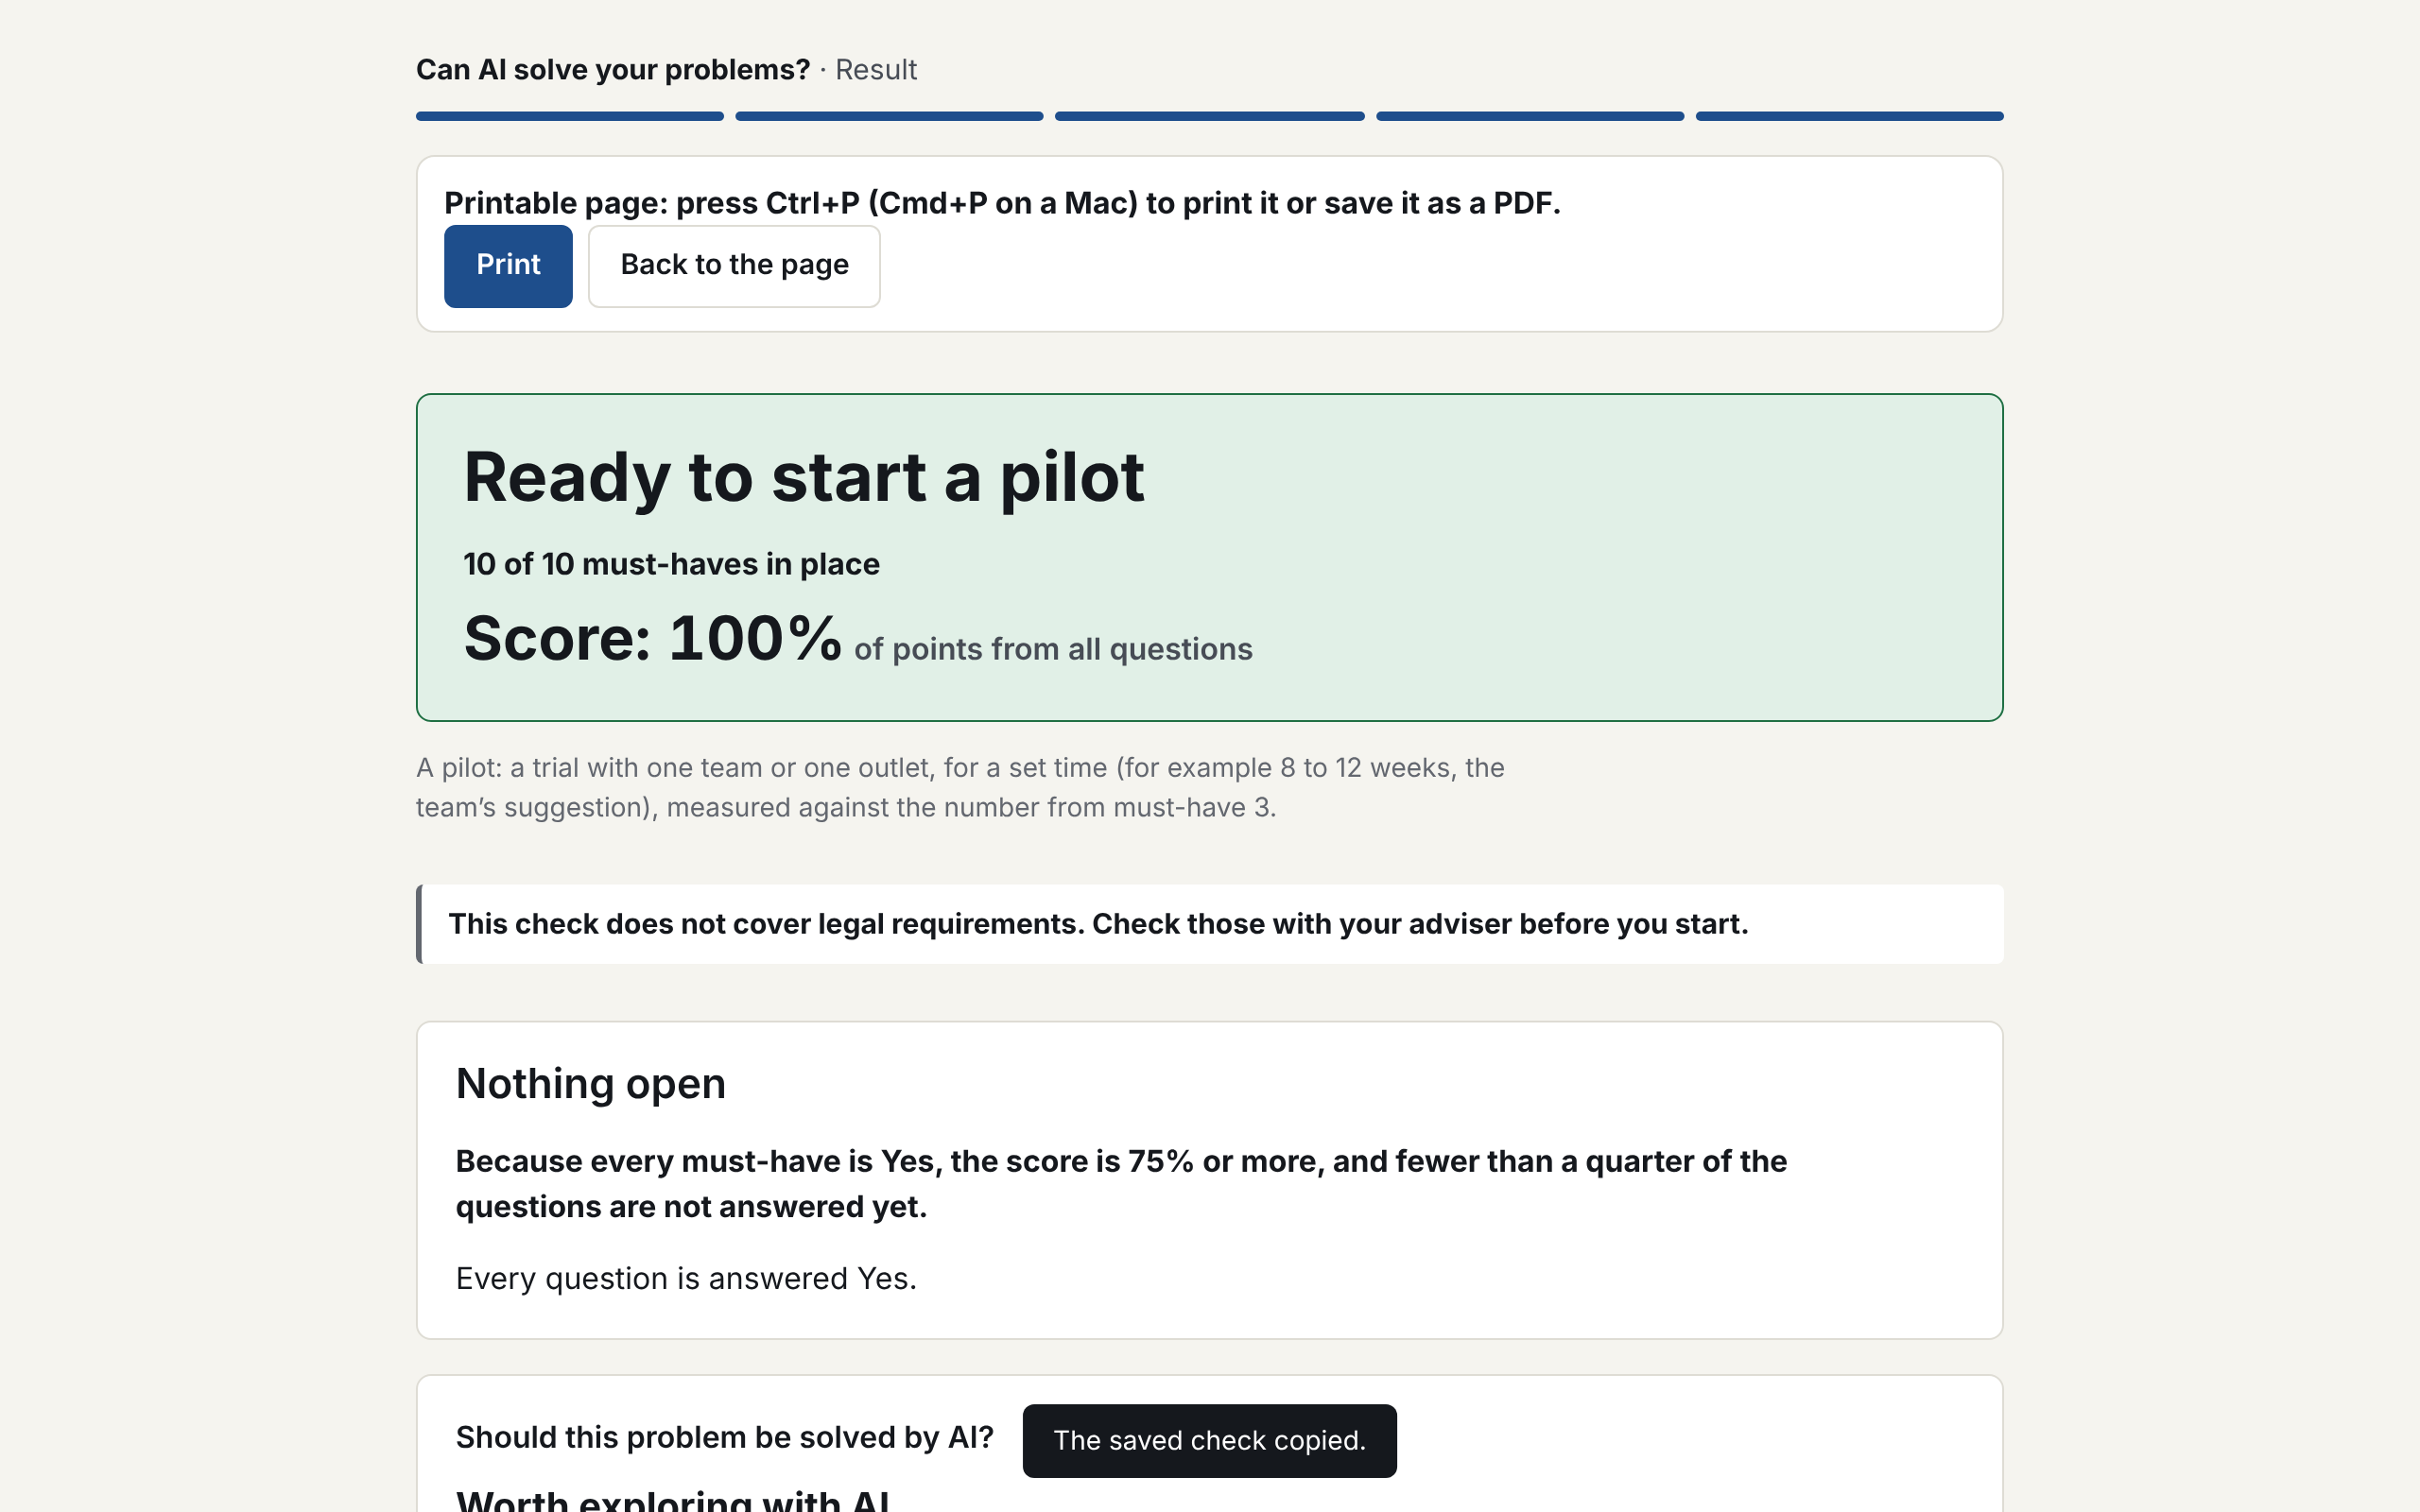 Can AI solve your problems? · Result
Printable page: press Ctrl+P (Cmd+P on a Mac) to print it or save it as a PDF.
Print
Back to the page
Ready to start a pilot
10 of 10 must-haves in place
Score: 100% of points from all questions
A pilot: a trial with one team or one outlet, for a set time (for example 8 to 12 weeks, the
team’s suggestion), measured against the number from must-have 3.
This check does not cover legal requirements. Check those with your adviser before you start.
Nothing open
Because every must-have is Yes, the score is 75% or more, and fewer than a quarter of the
questions are not answered yet.
Every question is answered Yes.
Should this problem be solved by AI?
The saved check copied.
Worth exploring with AI